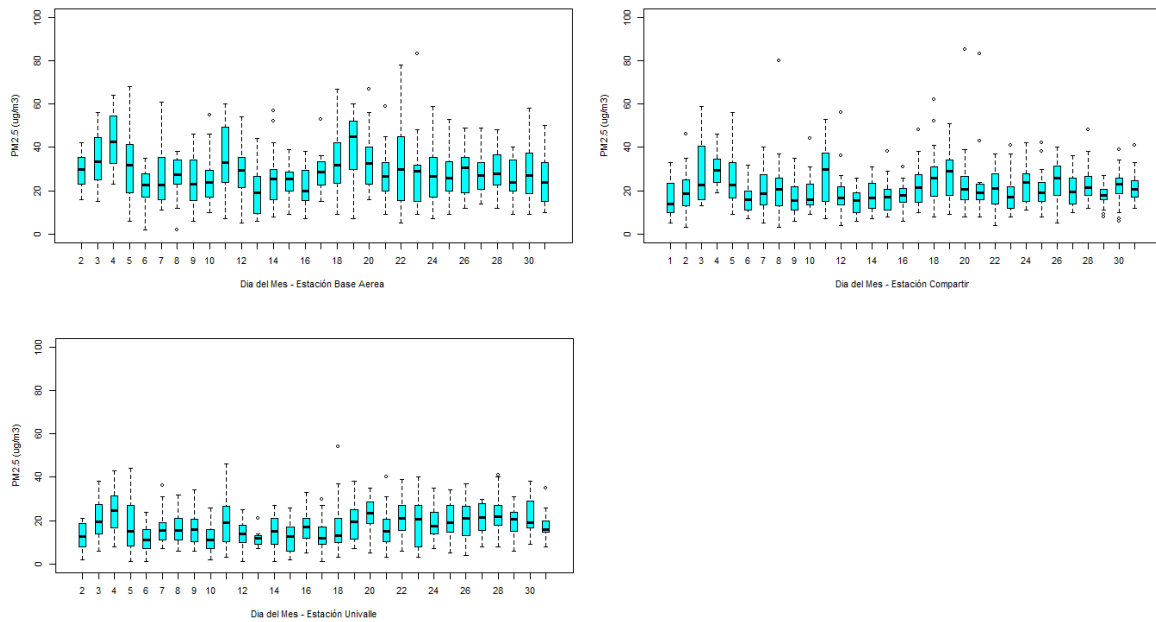 100
80
60
40
20
0
PM2.5 (ug/m3)
2 3 4 5 6 7 8 9 10 12 14 16 18 20 22 24 26 28 30
Dia del Mes - Estación Base Aerea
100
80
60
40
20
0
PM2.5 (ug/m3)
1 2 3 4 5 6 7 8 9 10 12 14 16 18 20 22 24 26 28 30
Dia del Mes - Estación Compartir
100
80
60
40
20
0
PM2.5 (ug/m3)
2 3 4 5 6 7 8 9 10 12 14 16 18 20 22 24 26 28 30
Dia del Mes - Estación Univalle